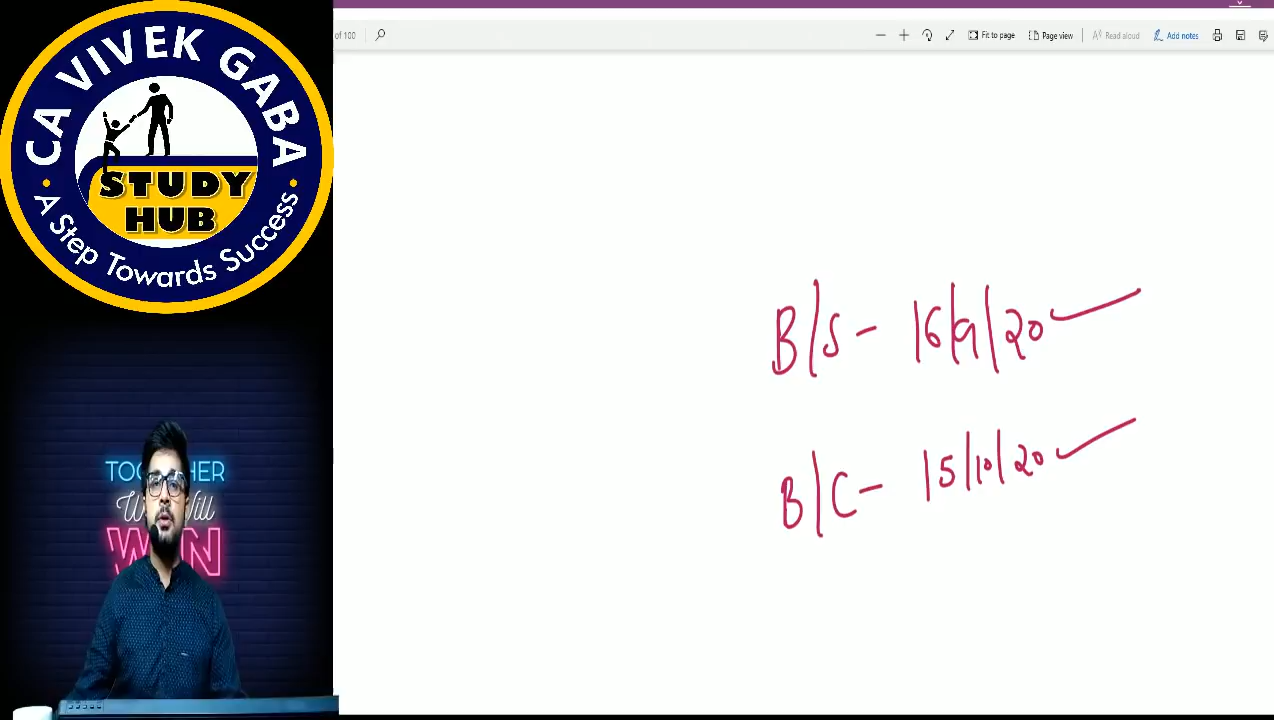 CA VIVEK GABA
STUDY
HUB
A Step Towards Success
of 100
Fit to page
Page view
Read aloud
Add notes
B/S - 16/9/20
B/C - 15/10/20
TOGETHER
We Will
WIN